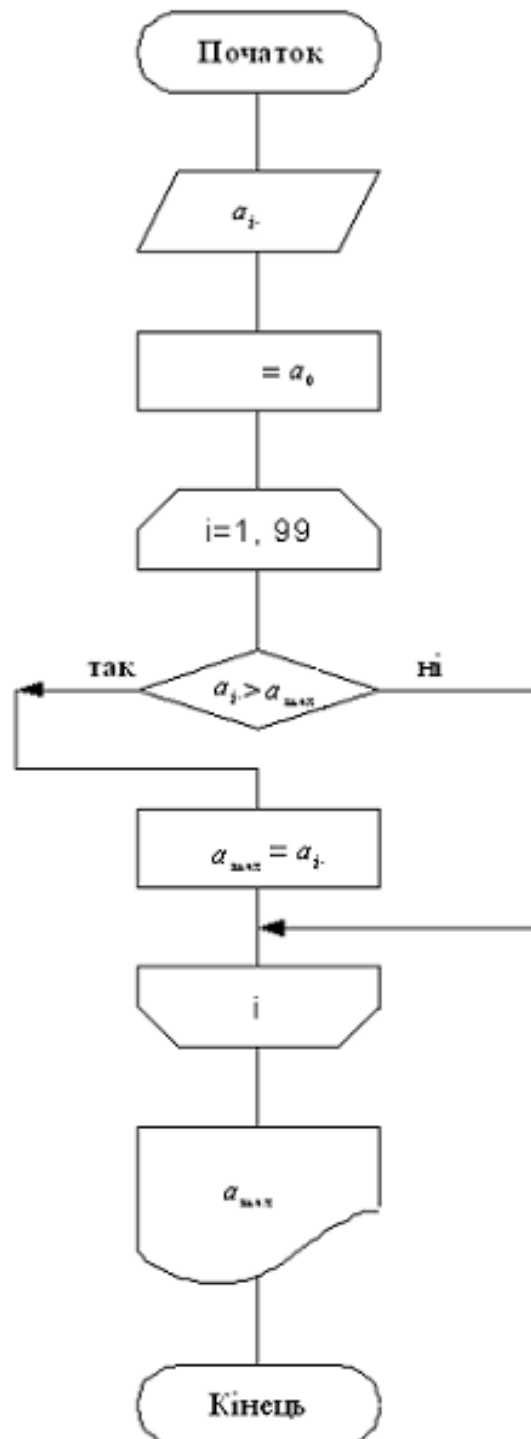 Початок
aᵢ
= a₀
i=1, 99
так
ні
aᵢ > aₘₐₓ
aₘₐₓ = aᵢ
i
aₘₐₓ
Кінець